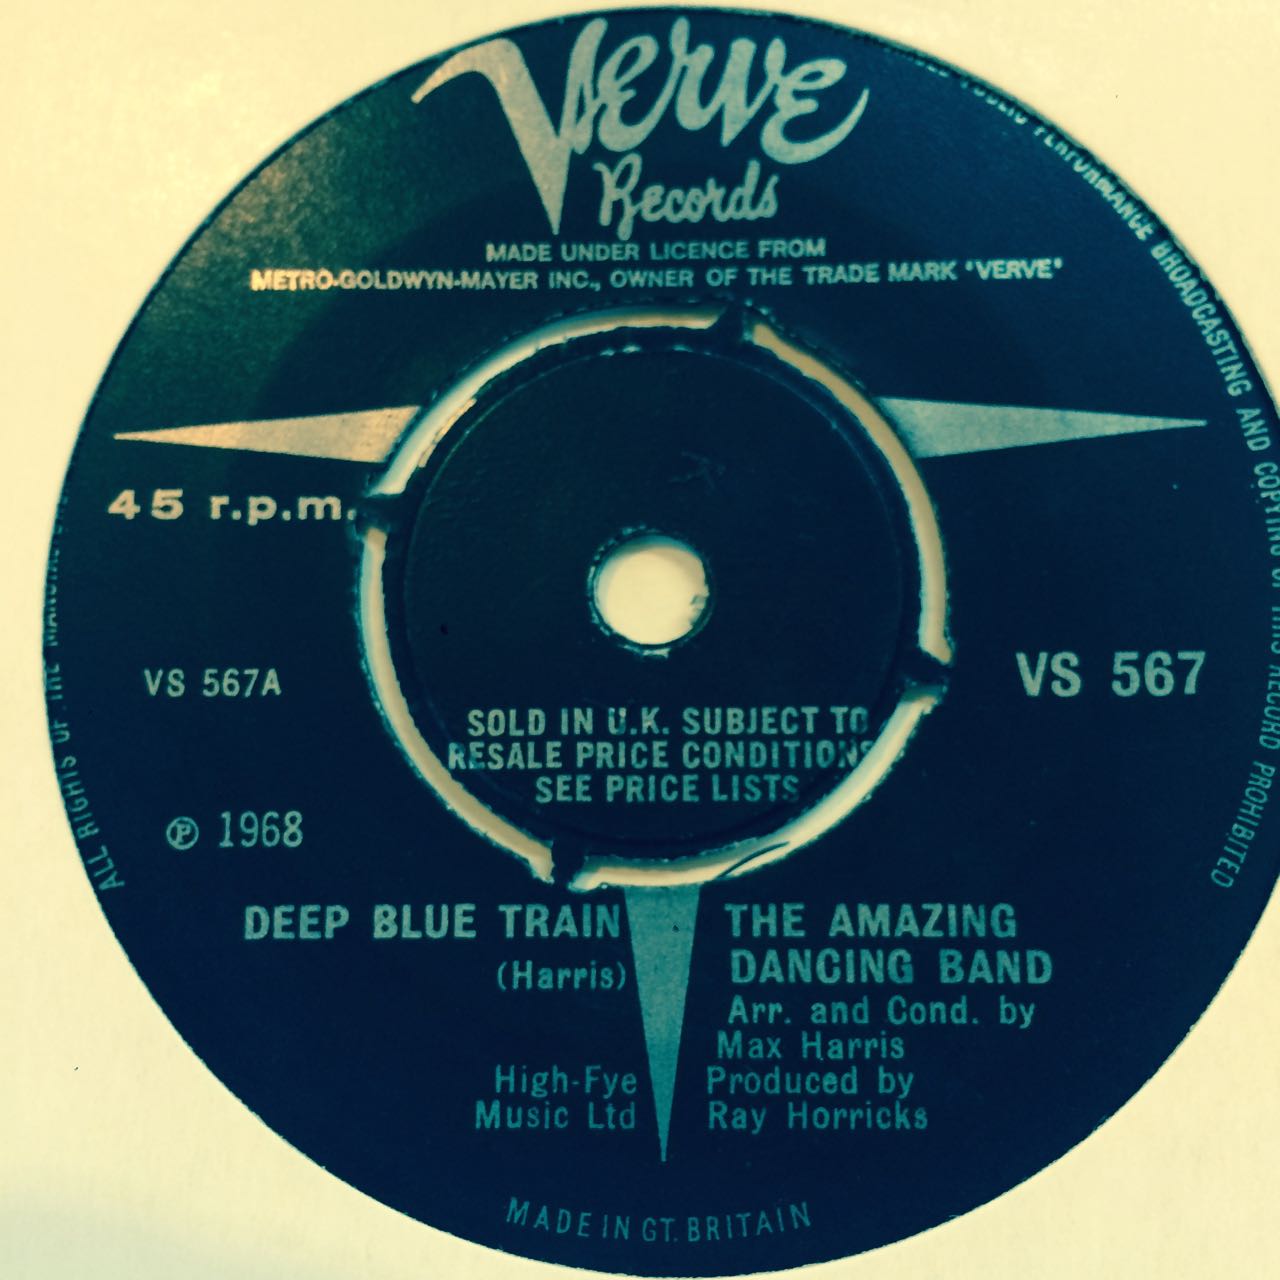 Verve
Records
MADE UNDER LICENCE FROM
METRO-GOLDWYN-MAYER INC., OWNER OF THE TRADE MARK 'VERVE'
45 r.p.m.
VS 567A
VS 567
SOLD IN U.K. SUBJECT TO
RESALE PRICE CONDITIONS
SEE PRICE LISTS
℗ 1968
DEEP BLUE TRAIN
(Harris)
High-Fye
Music Ltd
THE AMAZING
DANCING BAND
Arr. and Cond. by
Max Harris
Produced by
Ray Horricks
MADE IN GT. BRITAIN
ALL RIGHTS OF THE
PUBLIC PERFORMANCE BROADCASTING AND COPYING OF THIS RECORD PROHIBITED